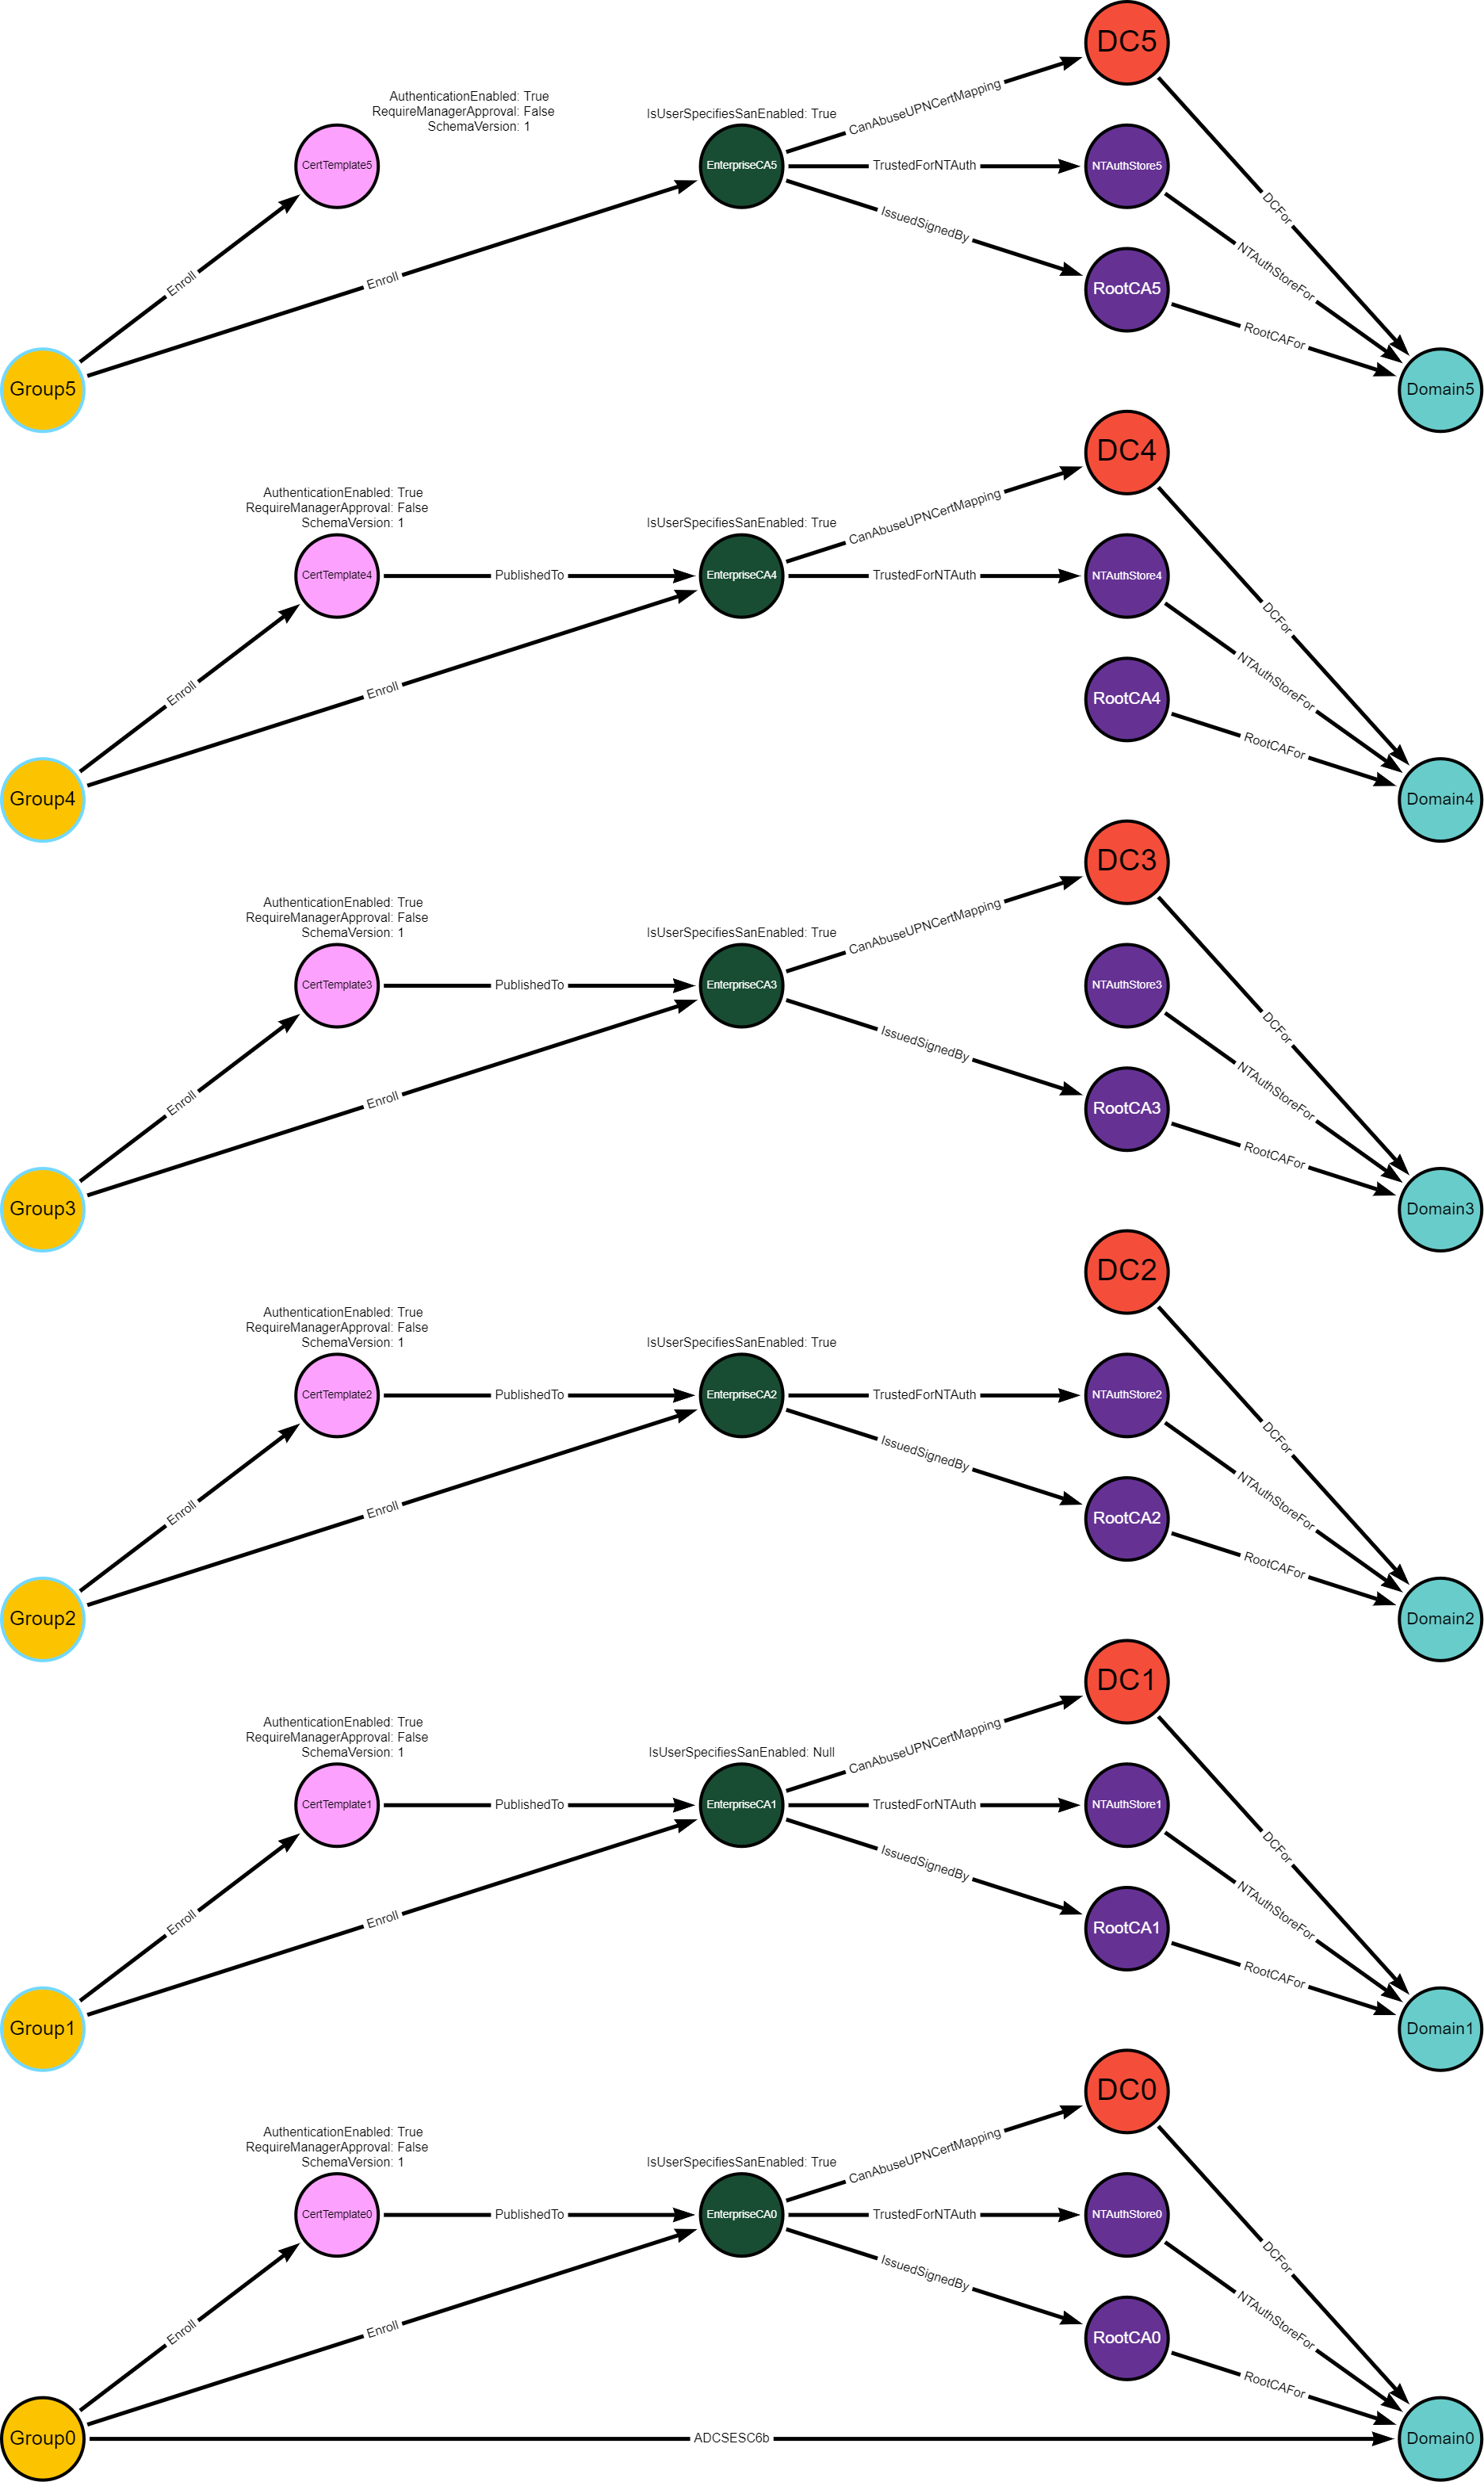 DC5
CanAbuseUPNCertMapping
AuthenticationEnabled: True
RequireManagerApproval: False
SchemaVersion: 1
IsUserSpecifiesSanEnabled: True
CertTemplate5
EnterpriseCA5
TrustedForNTAuth
NTAuthStore5
DCFor
IssuedSignedBy
NTAuthStoreFor
Enroll
Enroll
RootCA5
RootCAFor
Group5
Domain5
DC4
CanAbuseUPNCertMapping
AuthenticationEnabled: True
RequireManagerApproval: False
SchemaVersion: 1
IsUserSpecifiesSanEnabled: True
CertTemplate4
PublishedTo
EnterpriseCA4
TrustedForNTAuth
NTAuthStore4
DCFor
NTAuthStoreFor
Enroll
Enroll
RootCA4
RootCAFor
Group4
Domain4
DC3
CanAbuseUPNCertMapping
AuthenticationEnabled: True
RequireManagerApproval: False
SchemaVersion: 1
IsUserSpecifiesSanEnabled: True
CertTemplate3
PublishedTo
EnterpriseCA3
NTAuthStore3
DCFor
IssuedSignedBy
NTAuthStoreFor
Enroll
Enroll
RootCA3
RootCAFor
Group3
Domain3
DC2
AuthenticationEnabled: True
RequireManagerApproval: False
SchemaVersion: 1
IsUserSpecifiesSanEnabled: True
CertTemplate2
PublishedTo
EnterpriseCA2
TrustedForNTAuth
NTAuthStore2
DCFor
IssuedSignedBy
NTAuthStoreFor
Enroll
Enroll
RootCA2
RootCAFor
Group2
Domain2
DC1
CanAbuseUPNCertMapping
AuthenticationEnabled: True
RequireManagerApproval: False
SchemaVersion: 1
IsUserSpecifiesSanEnabled: Null
CertTemplate1
PublishedTo
EnterpriseCA1
TrustedForNTAuth
NTAuthStore1
DCFor
IssuedSignedBy
NTAuthStoreFor
Enroll
Enroll
RootCA1
RootCAFor
Group1
Domain1
DC0
CanAbuseUPNCertMapping
AuthenticationEnabled: True
RequireManagerApproval: False
SchemaVersion: 1
IsUserSpecifiesSanEnabled: True
CertTemplate0
PublishedTo
EnterpriseCA0
TrustedForNTAuth
NTAuthStore0
DCFor
IssuedSignedBy
NTAuthStoreFor
Enroll
Enroll
RootCA0
RootCAFor
Group0
ADCSESC6b
Domain0